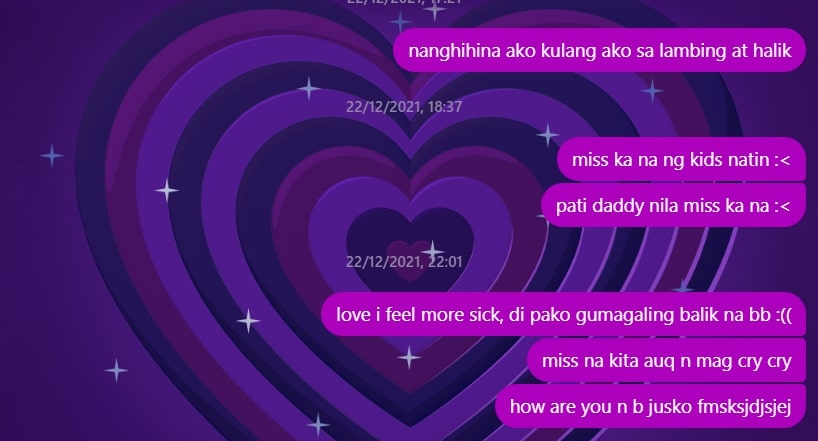 22/12/2021, 17:21
nanghihina ako kulang ako sa lambing at halik
22/12/2021, 18:37
miss ka na ng kids natin :<
pati daddy nila miss ka na :<
22/12/2021, 22:01
love i feel more sick, di pako gumagaling balik na bb :((
miss na kita auq n mag cry cry
how are you n b jusko fmsksjdjsjej